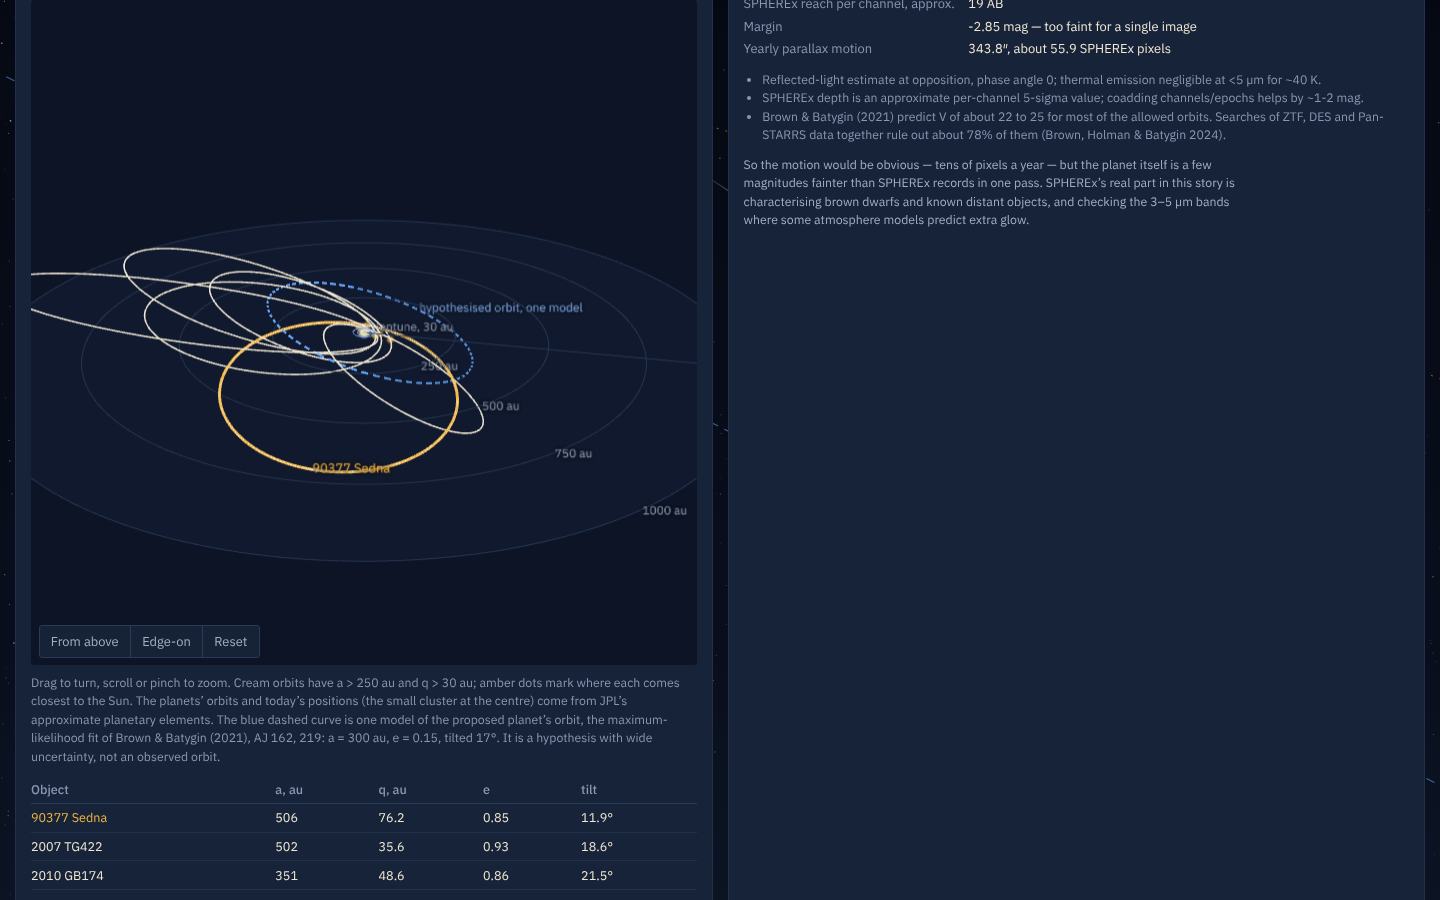 hypothesised orbit, one model
eptune, 30 au
250 au
500 au
90377 Sedna
750 au
1000 au
From above
Edge-on
Reset
Drag to turn, scroll or pinch to zoom. Cream orbits have a > 250 au and q > 30 au; amber dots mark where each comes
closest to the Sun. The planets’ orbits and today’s positions (the small cluster at the centre) come from JPL’s
approximate planetary elements. The blue dashed curve is one model of the proposed planet’s orbit, the maximum-
likelihood fit of Brown & Batygin (2021), AJ 162, 219: a = 300 au, e = 0.15, tilted 17°. It is a hypothesis with wide
uncertainty, not an observed orbit.
Object a, au q, au e tilt
90377 Sedna 506 76.2 0.85 11.9°
2007 TG422 502 35.6 0.93 18.6°
2010 GB174 351 48.6 0.86 21.5°
SPHEREx reach per channel, approx. 19 AB
Margin -2.85 mag — too faint for a single image
Yearly parallax motion 343.8″, about 55.9 SPHEREx pixels
• Reflected-light estimate at opposition, phase angle 0; thermal emission negligible at <5 µm for ~40 K.
• SPHEREx depth is an approximate per-channel 5-sigma value; coadding channels/epochs helps by ~1-2 mag.
• Brown & Batygin (2021) predict V of about 22 to 25 for most of the allowed orbits. Searches of ZTF, DES and Pan-
STARRS data together rule out about 78% of them (Brown, Holman & Batygin 2024).
So the motion would be obvious — tens of pixels a year — but the planet itself is a few
magnitudes fainter than SPHEREx records in one pass. SPHEREx’s real part in this story is
characterising brown dwarfs and known distant objects, and checking the 3–5 µm bands
where some atmosphere models predict extra glow.